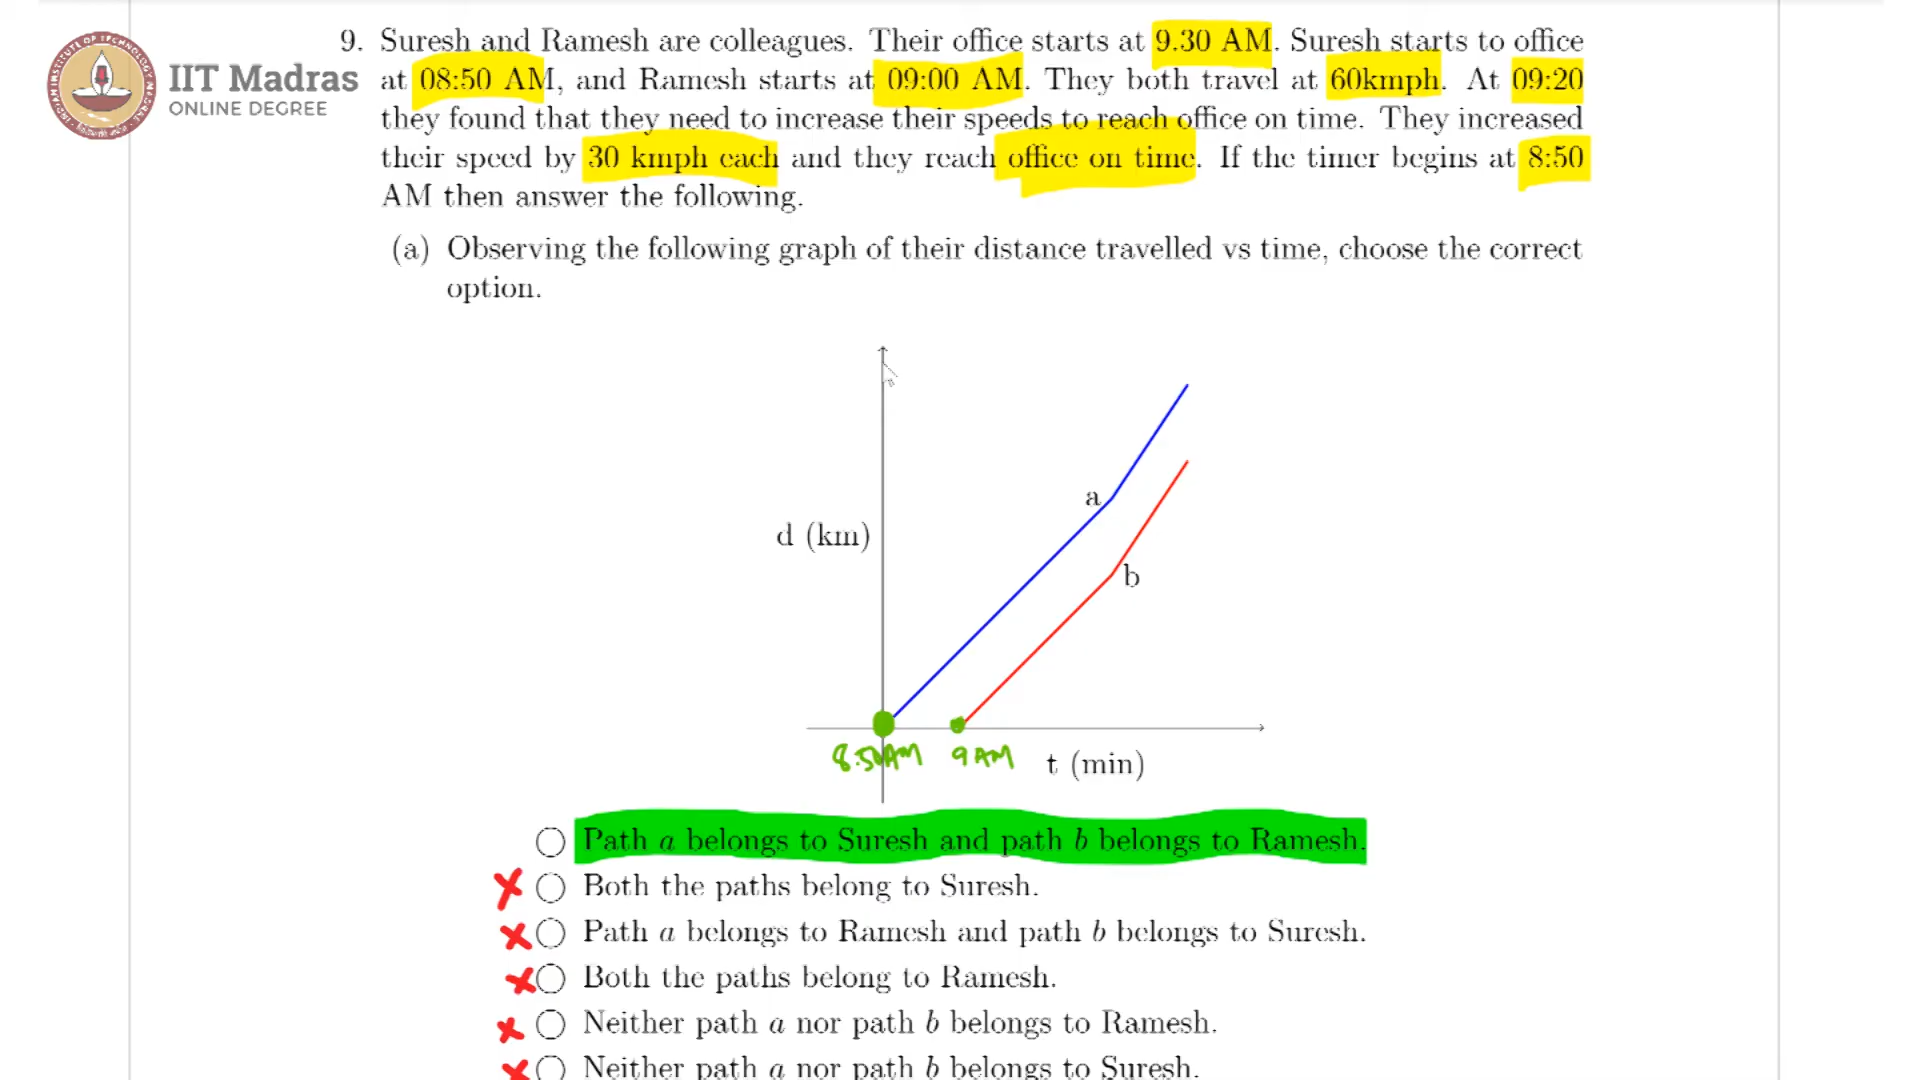 IIT Madras
ONLINE DEGREE
9. Suresh and Ramesh are colleagues. Their office starts at 9.30 AM. Suresh starts to office
at 08:50 AM, and Ramesh starts at 09:00 AM. They both travel at 60kmph. At 09:20
they found that they need to increase their speeds to reach office on time. They increased
their speed by 30 kmph each and they reach office on time. If the timer begins at 8:50
AM then answer the following.
(a) Observing the following graph of their distance travelled vs time, choose the correct
option.
a
d (km)
b
8:50AM 9 AM t (min)
Path a belongs to Suresh and path b belongs to Ramesh.
Both the paths belong to Suresh.
Path a belongs to Ramesh and path b belongs to Suresh.
Both the paths belong to Ramesh.
Neither path a nor path b belongs to Ramesh.
Neither path a nor path b belongs to Suresh.